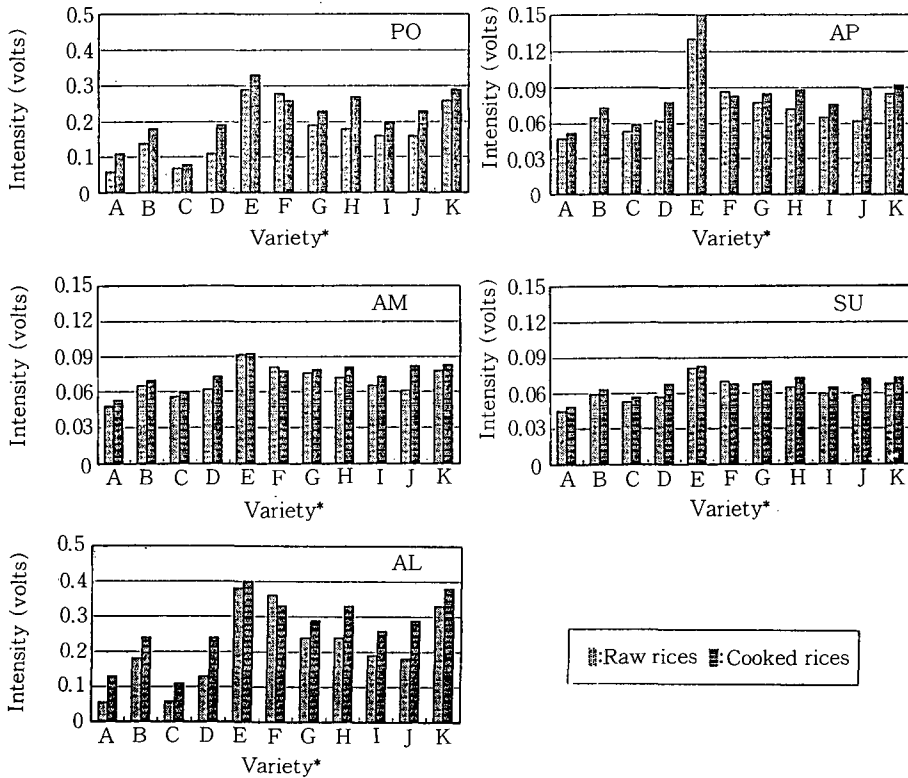 PO
Intensity (volts)
0.5
0.4
0.3
0.2
0.1
0
A B C D E F G H I J K
Variety*
AP
Intensity (volts)
0.15
0.12
0.09
0.06
0.03
0
A B C D E F G H I J K
Variety*
AM
Intensity (volts)
0.15
0.12
0.09
0.06
0.03
0
A B C D E F G H I J K
Variety*
SU
Intensity (volts)
0.15
0.12
0.09
0.06
0.03
0
A B C D E F G H I J K
Variety*
AL
Intensity (volts)
0.5
0.4
0.3
0.2
0.1
0
A B C D E F G H I J K
Variety*
:Raw rices :Cooked rices